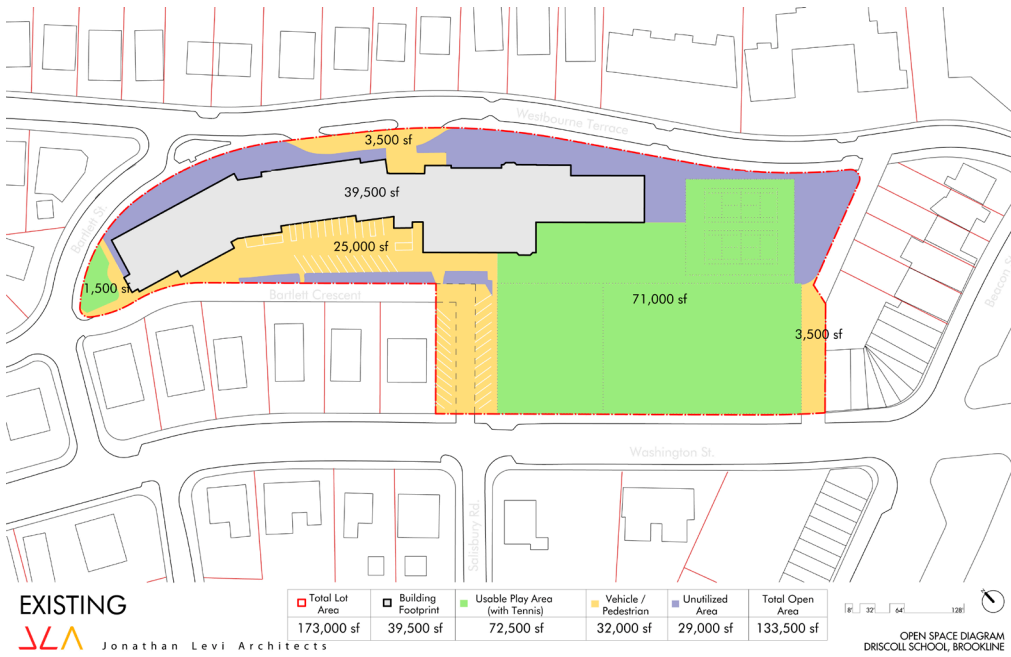 Westbourne Terrace
3,500 sf
39,500 sf
Bartlett St.
25,000 sf
1,500 sf
Bartlett Crescent
71,000 sf
3,500 sf
Beacon
Washington St.
Salisbury Rd.
EXISTING
Jonathan Levi Architects
Total Lot
Area
Building
Footprint
Usable Play Area
(with Tennis)
Vehicle /
Pedestrian
Unutilized
Area
Total Open
Area
173,000 sf
39,500 sf
72,500 sf
32,000 sf
29,000 sf
133,500 sf
8' 32' 64' 128'
OPEN SPACE DIAGRAM
DRISCOLL SCHOOL, BROOKLINE